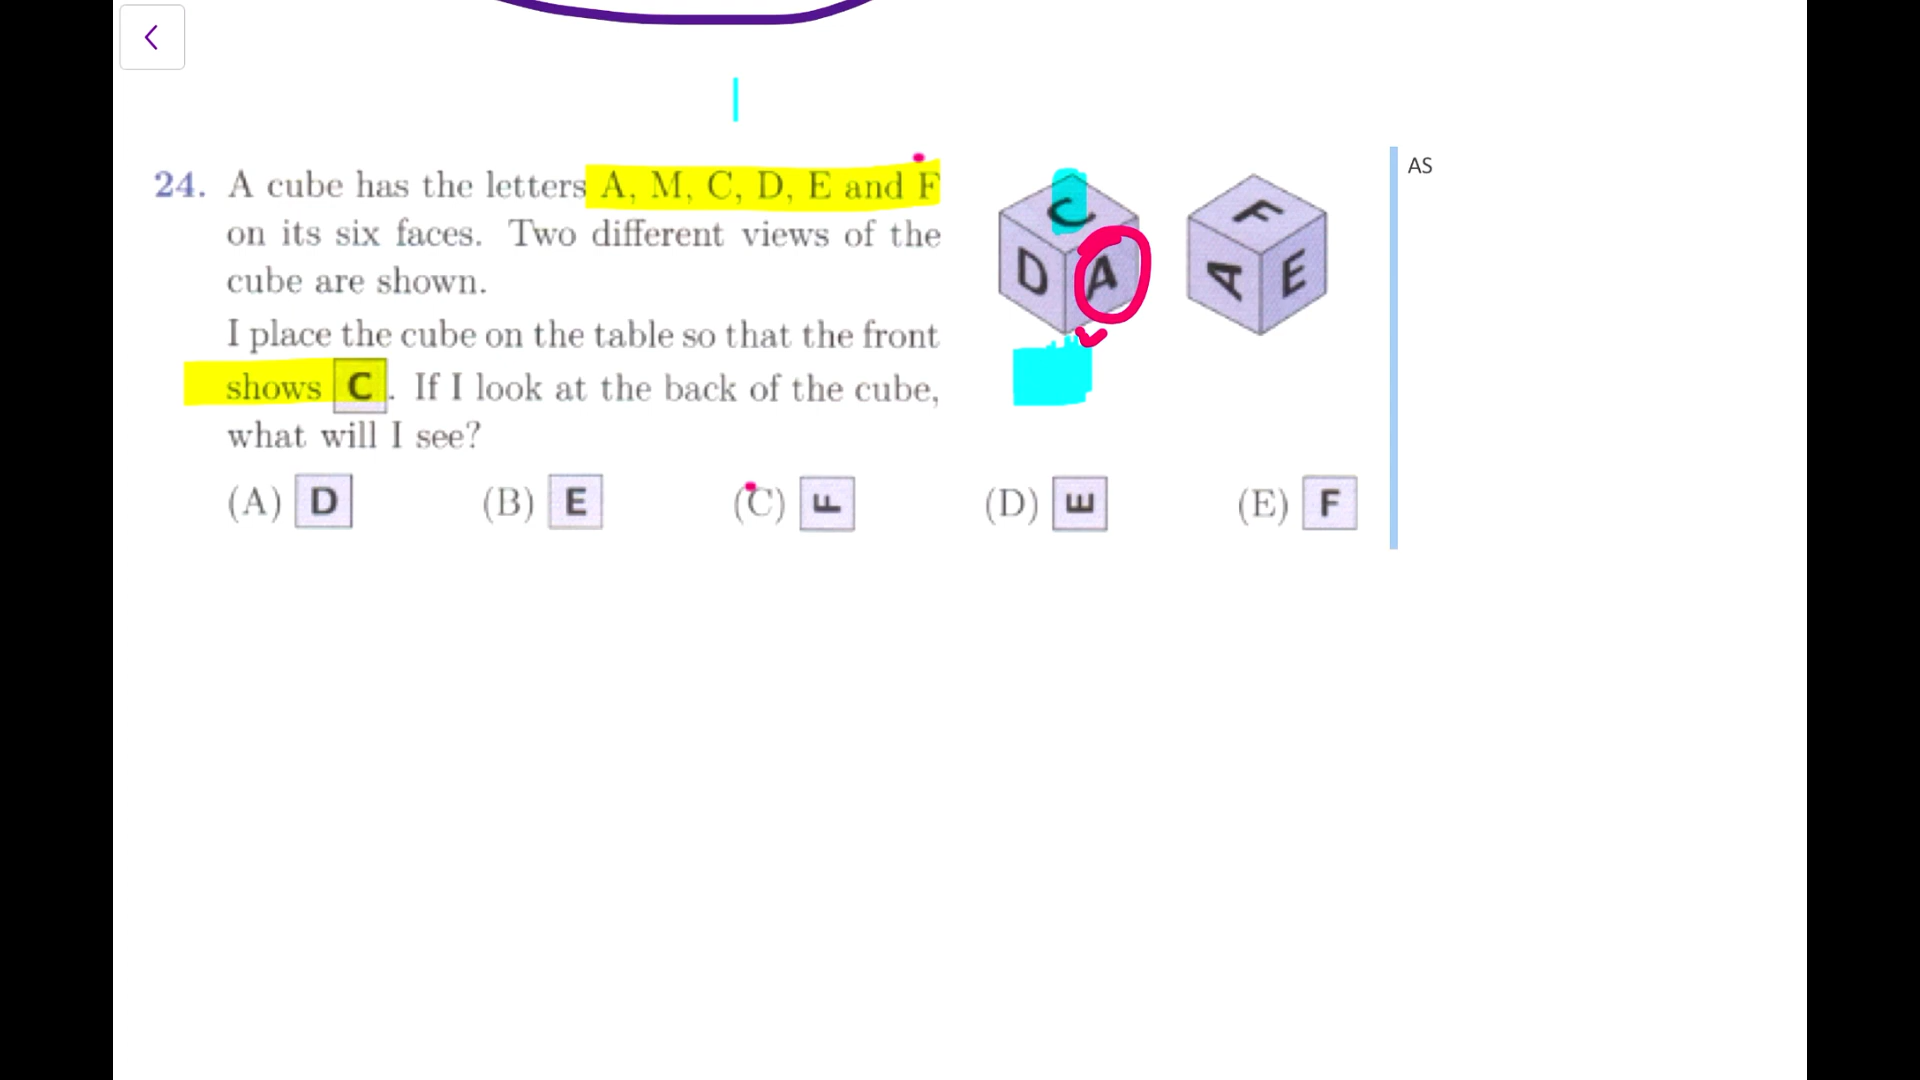 24. A cube has the letters A, M, C, D, E and F
on its six faces. Two different views of the
cube are shown.
I place the cube on the table so that the front
shows C. If I look at the back of the cube,
what will I see?
C
D A
F
A E
AS
(A) D (B) E (C) F (D) E (E) F